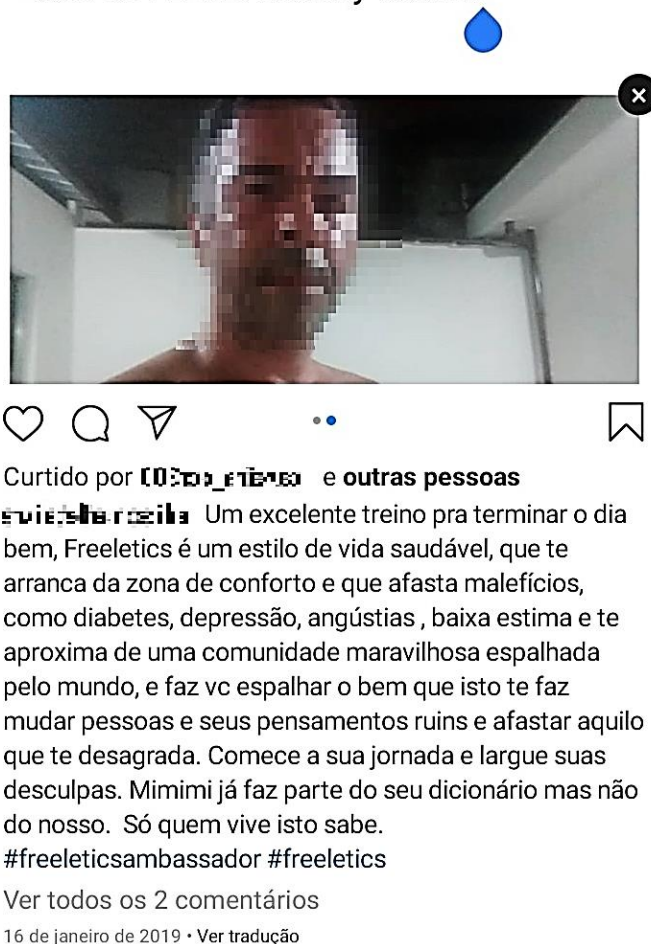 Curtido por e outras pessoas
Um excelente treino pra terminar o dia
bem, Freeletics é um estilo de vida saudável, que te
arranca da zona de conforto e que afasta malefícios,
como diabetes, depressão, angústias , baixa estima e te
aproxima de uma comunidade maravilhosa espalhada
pelo mundo, e faz vc espalhar o bem que isto te faz
mudar pessoas e seus pensamentos ruins e afastar aquilo
que te desagrada. Comece a sua jornada e largue suas
desculpas. Mimimi já faz parte do seu dicionário mas não
do nosso. Só quem vive isto sabe.
#freeleticsambassador #freeletics
Ver todos os 2 comentários
16 de janeiro de 2019 • Ver tradução